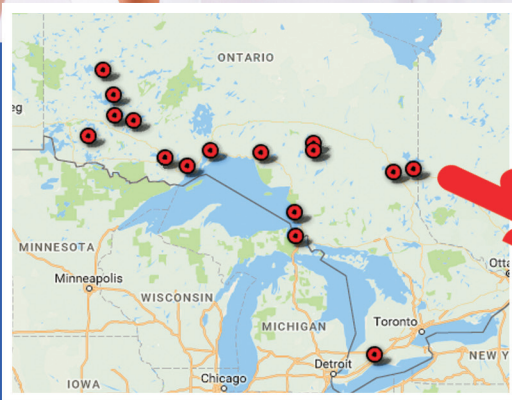 ONTARIO
eg
MINNESOTA
Minneapolis
WISCONSIN
MICHIGAN
Toronto
Otta
NEW Y
Detroit
Chicago
IOWA